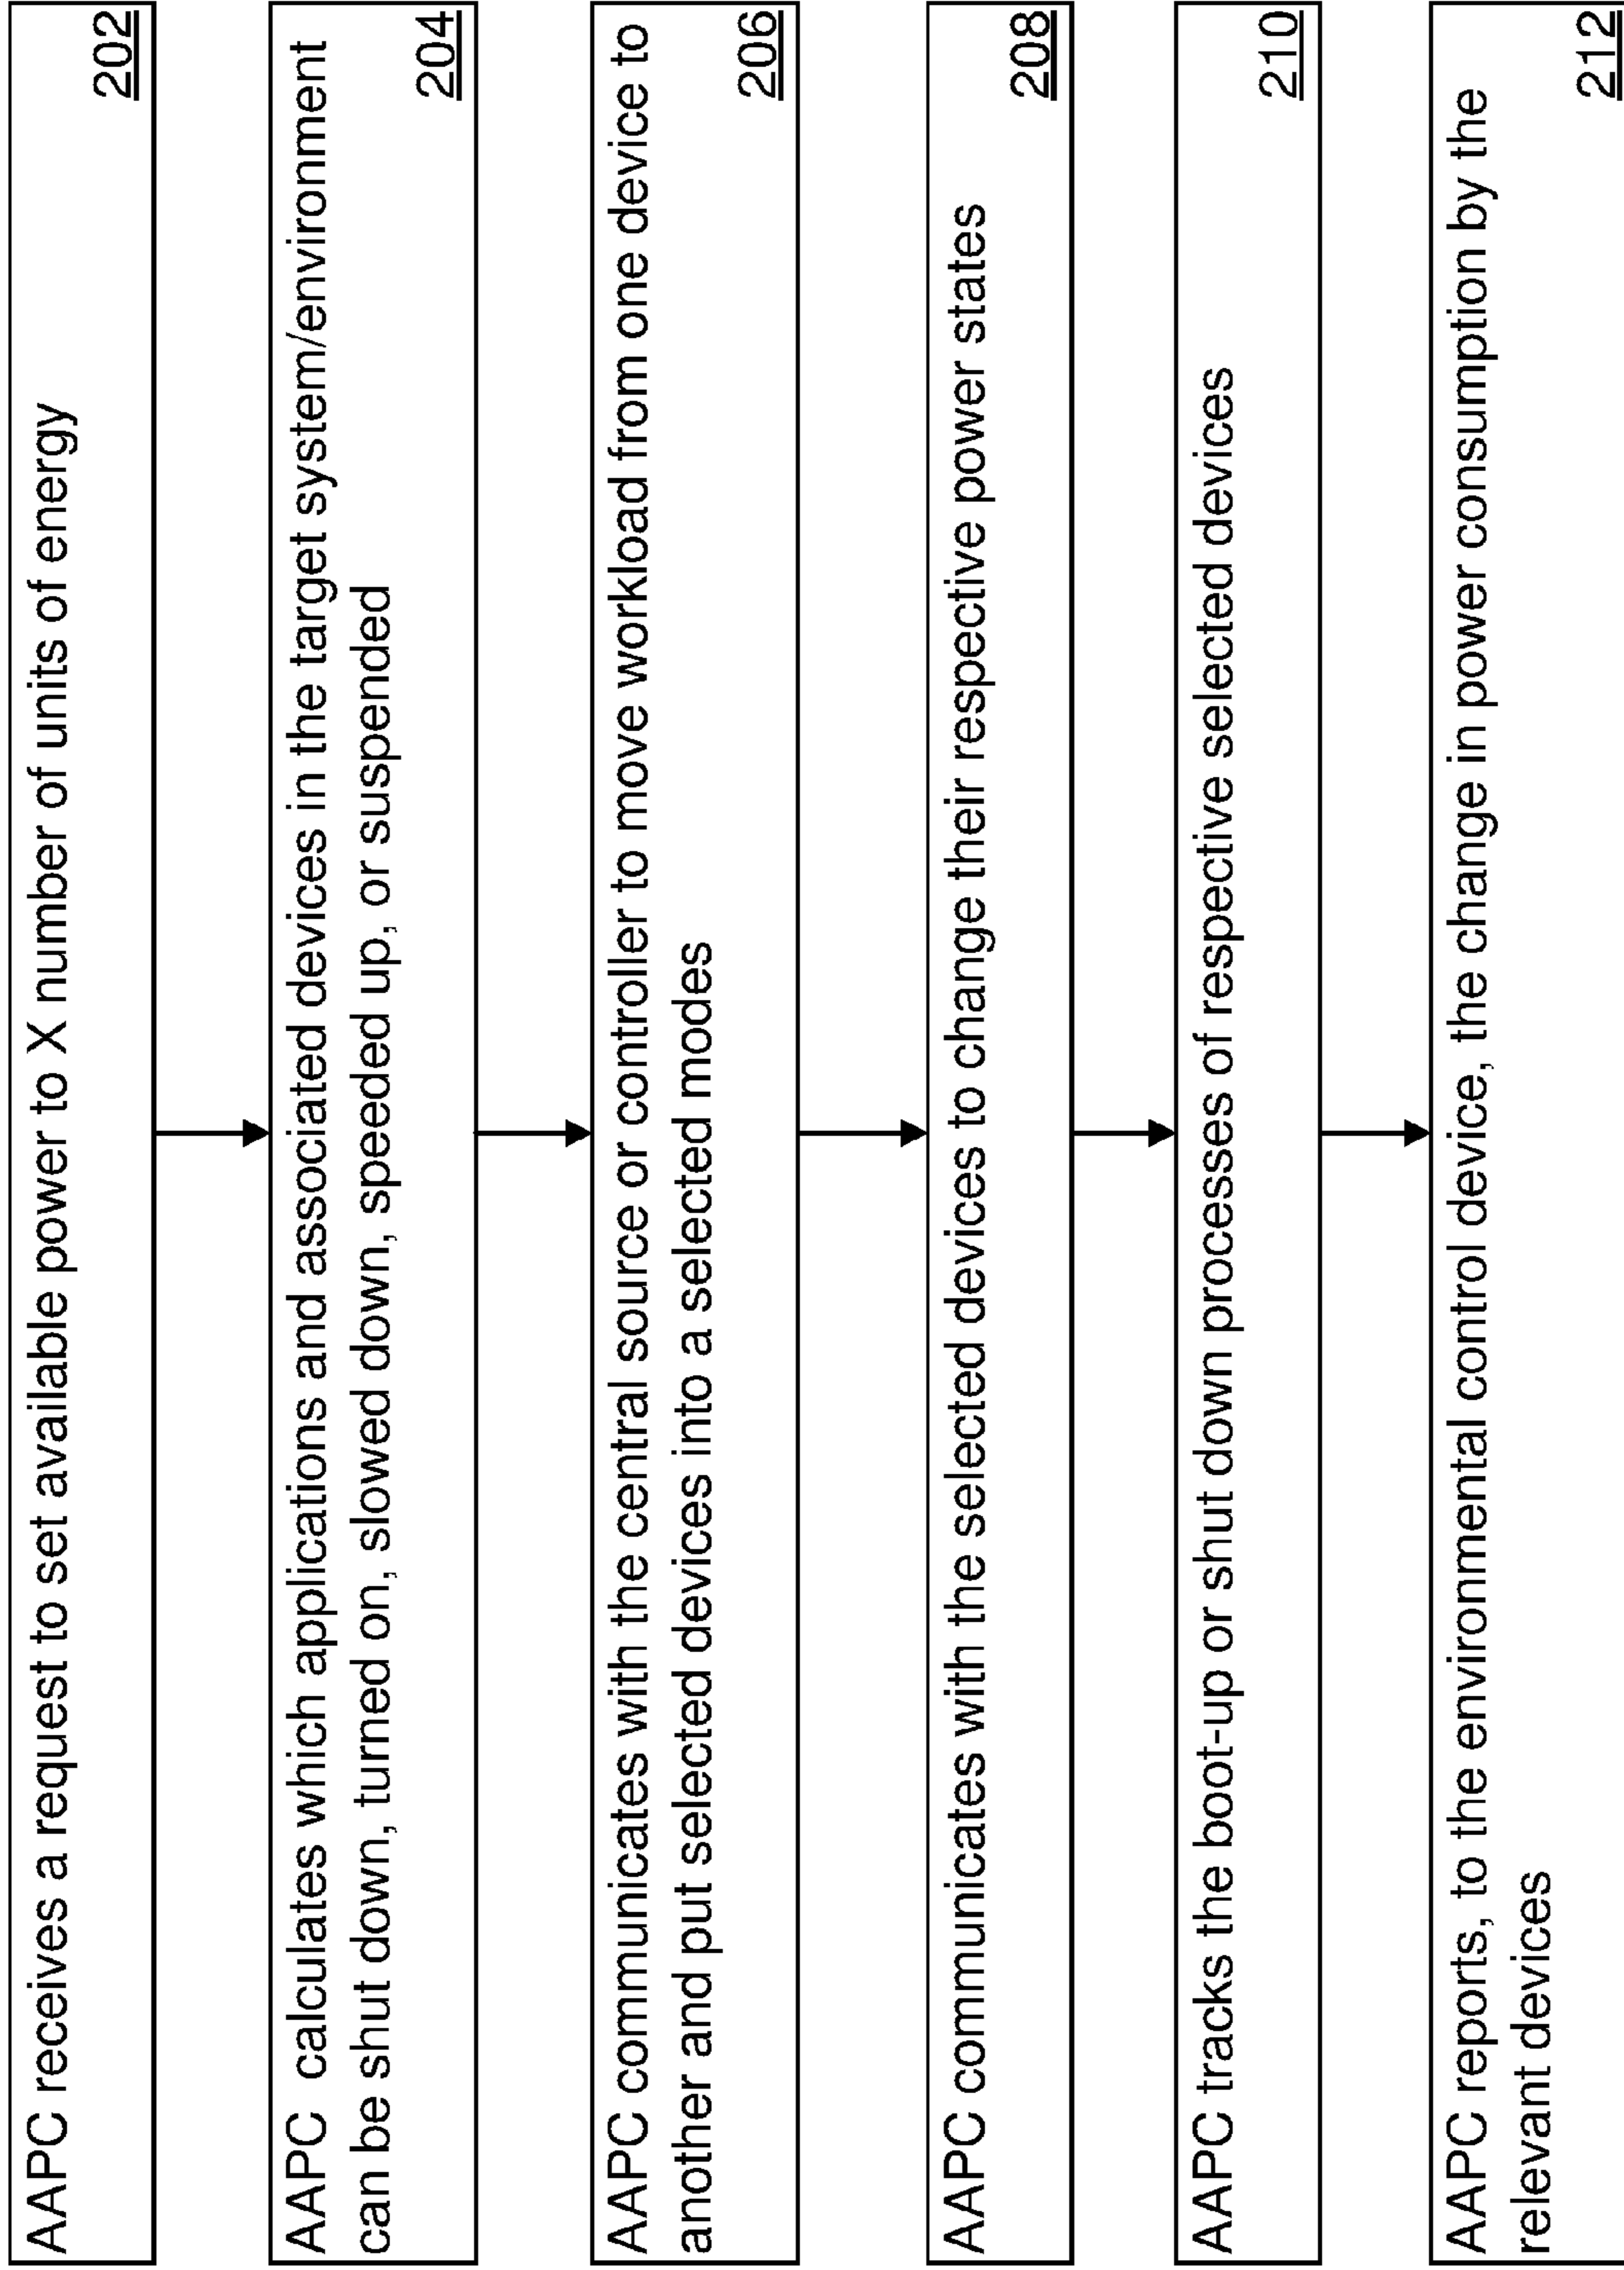 AAPC receives a request to set available power to X number of units of energy
202
AAPC calculates which applications and associated devices in the target system/environment
can be shut down, turned on, slowed down, speeded up, or suspended
204
AAPC communicates with the central source or controller to move workload from one device to
another and put selected devices into a selected modes
206
AAPC communicates with the selected devices to change their respective power states
208
AAPC tracks the boot-up or shut down processes of respective selected devices
210
AAPC reports, to the environmental control device, the change in power consumption by the
relevant devices
212